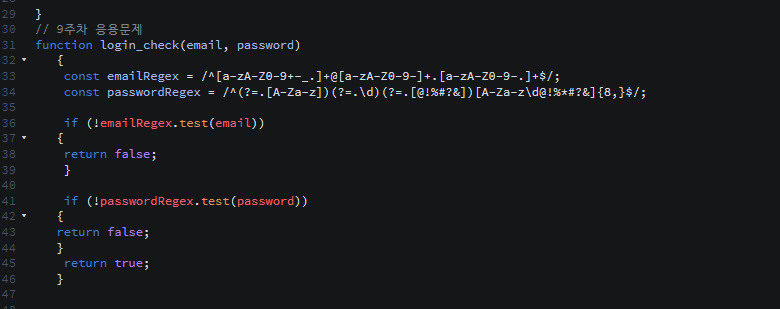 29 }
30 // 9주차 응용문제
31 function login_check(email, password)
32 {
33 const emailRegex = /^[a-zA-Z0-9+-_.]+@[a-zA-Z0-9-]+.[a-zA-Z0-9-.]+$/;
34 const passwordRegex = /^(?=.[A-Za-z])(?=.\d)(?=.[@!%#?&])[A-Za-z\d@!%*#?&]{8,}$/;
35
36 if (!emailRegex.test(email))
37 {
38 return false;
39 }
40
41 if (!passwordRegex.test(password))
42 {
43 return false;
44 }
45 return true;
46 }
47